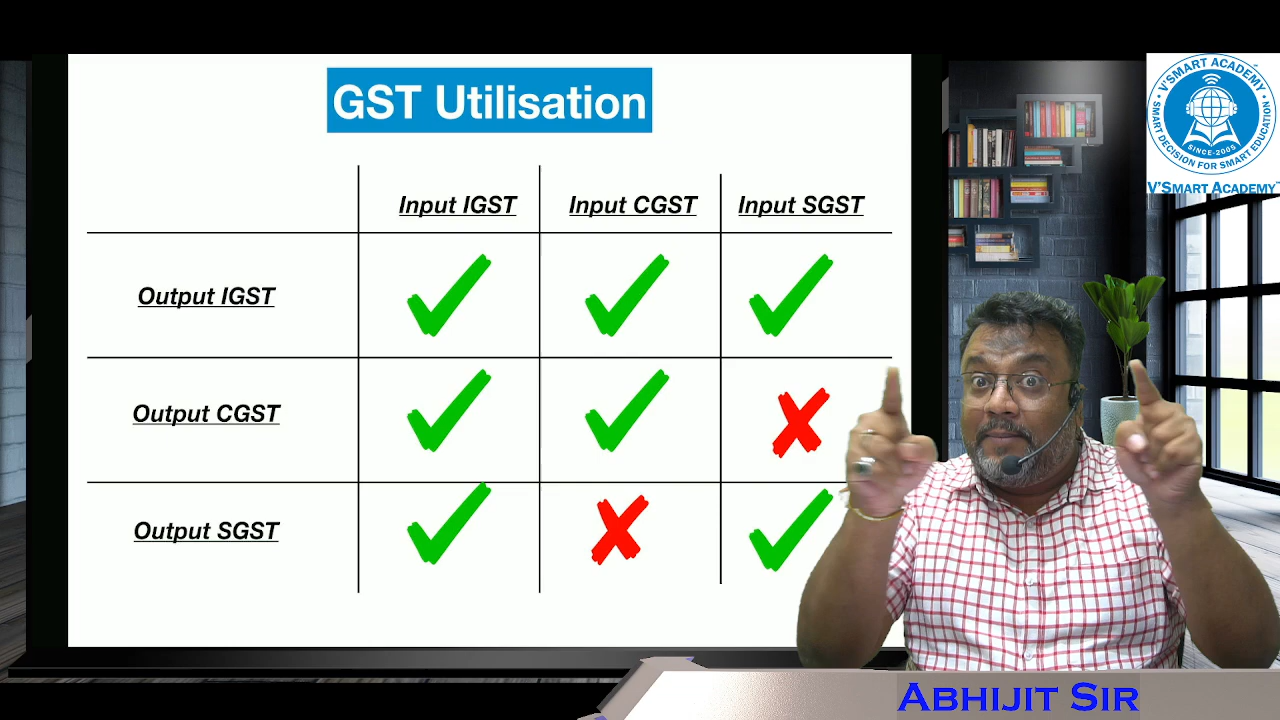 GST Utilisation
Input IGST Input CGST Input SGST
Output IGST
Output CGST
Output SGST
V'SMART ACADEMY
SMART DECISION FOR SMART EDUCATION
SINCE-2005
V'SMART ACADEMY™
ABHIJIT SIR